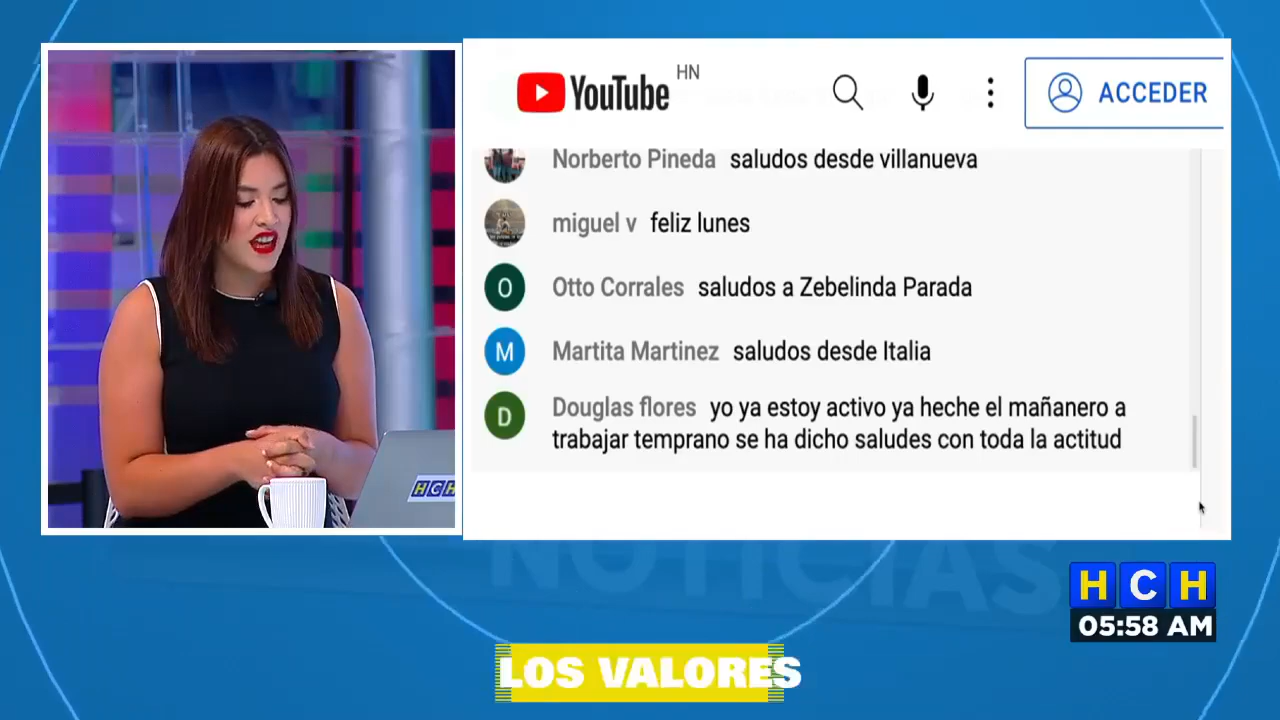 YouTube HN
ACCEDER
Norberto Pineda saludos desde villanueva
miguel v feliz lunes
O
Otto Corrales saludos a Zebelinda Parada
M
Martita Martinez saludos desde Italia
D
Douglas flores yo ya estoy activo ya heche el mañanero a
trabajar temprano se ha dicho saludes con toda la actitud
HCH
NOTICIAS
HCH
05:58 AM
LOS VALORES